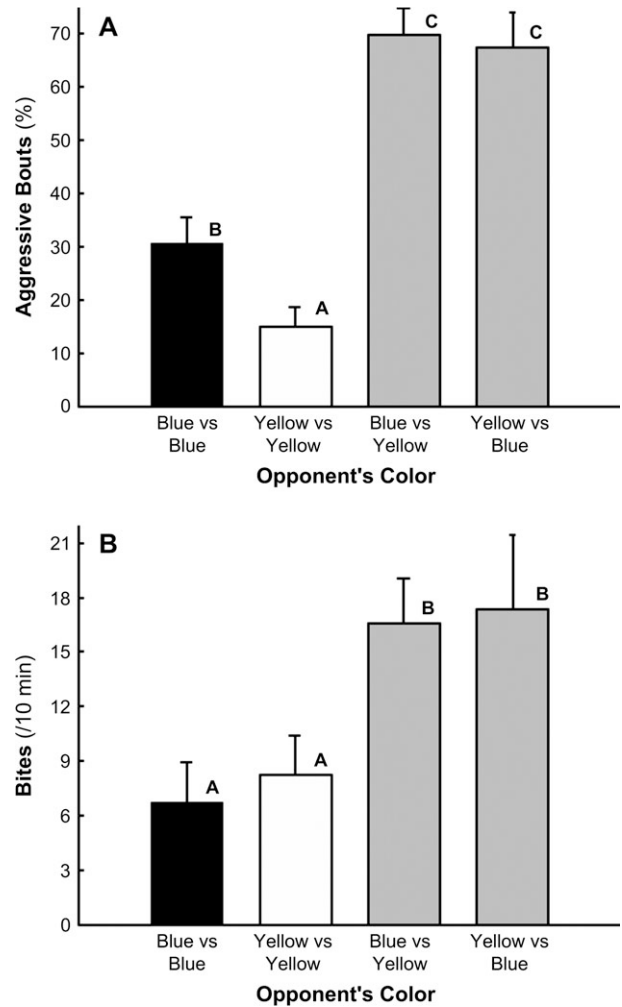 A
Aggressive Bouts (%)
70
60
50
40
30
20
10
0
B
A
C
C
Blue vs Blue
Yellow vs Yellow
Blue vs Yellow
Yellow vs Blue
Opponent's Color
B
Bites (/10 min)
21
18
15
12
9
6
3
0
A
A
B
B
Blue vs Blue
Yellow vs Yellow
Blue vs Yellow
Yellow vs Blue
Opponent's Color